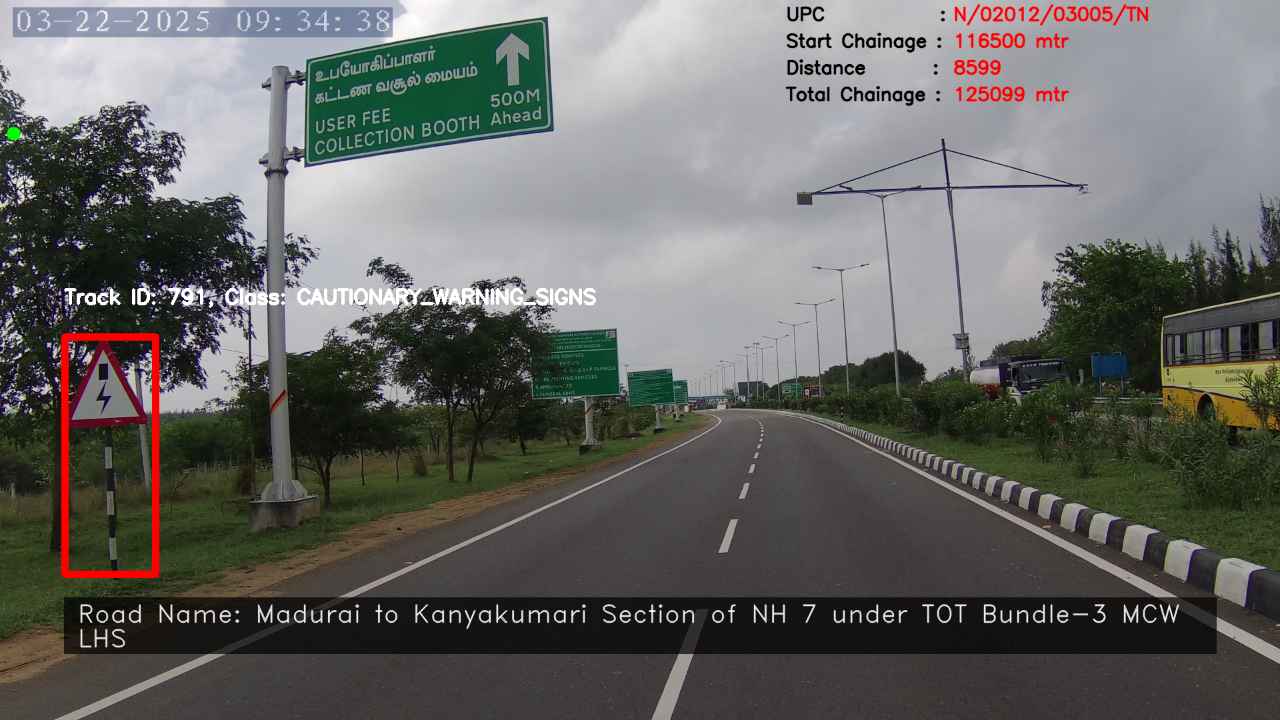 03-22-2025 09:34:38
UPC : N/02012/03005/TN
Start Chainage : 116500 mtr
Distance : 8599
Total Chainage : 125099 mtr
உபயோகிப்பாளர்
கட்டண வசூல் மையம்
USER FEE
COLLECTION BOOTH
500M
Ahead
Track ID: 791, Class: CAUTIONARY_WARNING_SIGNS
Road Name: Madurai to Kanyakumari Section of NH 7 under TOT Bundle-3 MCW
LHS